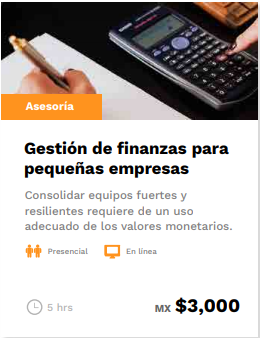 Asesoría
Gestión de finanzas para
pequeñas empresas
Consolidar equipos fuertes y
resilientes requiere de un uso
adecuado de los valores monetarios.
Presencial En línea
5 hrs MX $3,000